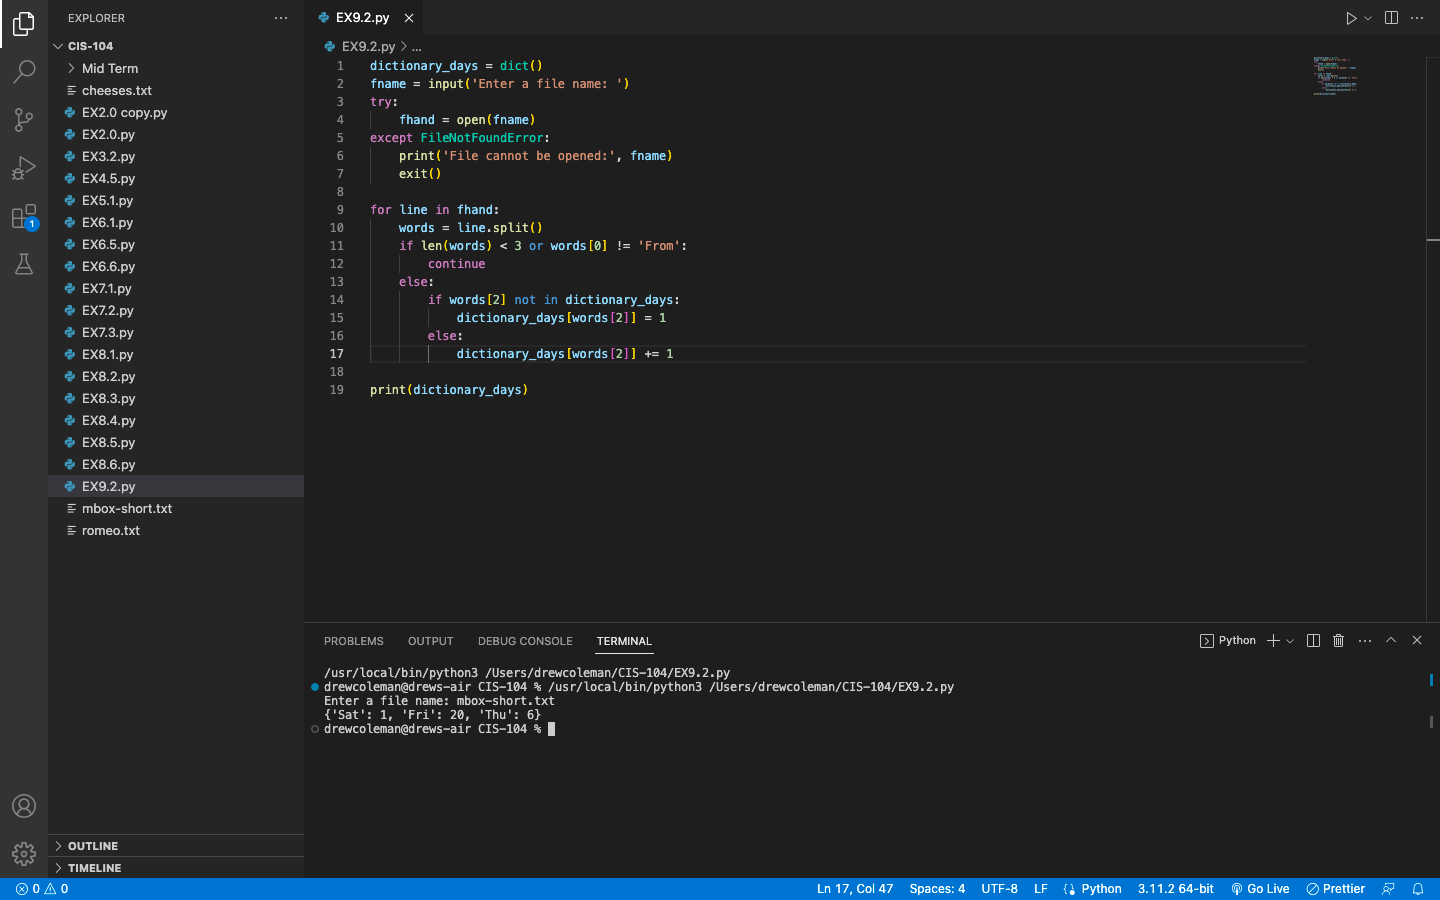 EXPLORER
CIS-104
Mid Term
cheeses.txt
EX2.0 copy.py
EX2.0.py
EX3.2.py
EX4.5.py
EX5.1.py
EX6.1.py
EX6.5.py
EX6.6.py
EX7.1.py
EX7.2.py
EX7.3.py
EX8.1.py
EX8.2.py
EX8.3.py
EX8.4.py
EX8.5.py
EX8.6.py
EX9.2.py
mbox-short.txt
romeo.txt
OUTLINE
TIMELINE
1
EX9.2.py
EX9.2.py > ...
1 dictionary_days = dict()
2 fname = input('Enter a file name: ')
3 try:
4     fhand = open(fname)
5 except FileNotFoundError:
6     print('File cannot be opened:', fname)
7     exit()
8
9 for line in fhand:
10     words = line.split()
11     if len(words) < 3 or words[0] != 'From':
12         continue
13     else:
14         if words[2] not in dictionary_days:
15             dictionary_days[words[2]] = 1
16         else:
17             dictionary_days[words[2]] += 1
18
19 print(dictionary_days)
PROBLEMS OUTPUT DEBUG CONSOLE TERMINAL
Python
/usr/local/bin/python3 /Users/drewcoleman/CIS-104/EX9.2.py
drewcoleman@drews-air CIS-104 % /usr/local/bin/python3 /Users/drewcoleman/CIS-104/EX9.2.py
Enter a file name: mbox-short.txt
{'Sat': 1, 'Fri': 20, 'Thu': 6}
drewcoleman@drews-air CIS-104 %
0 0 Ln 17, Col 47 Spaces: 4 UTF-8 LF Python 3.11.2 64-bit Go Live Prettier